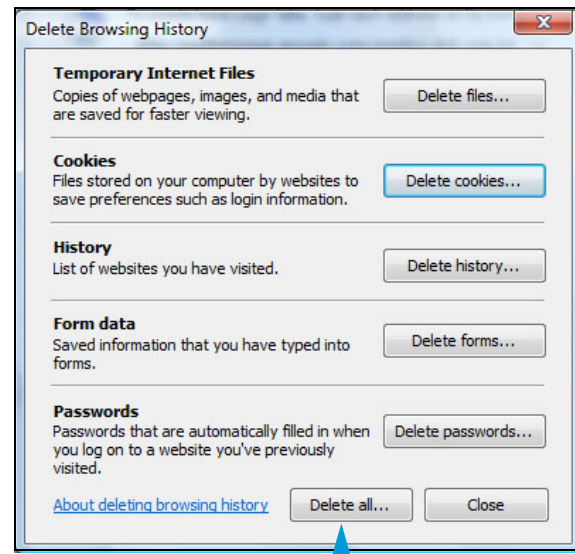 Delete Browsing History
Temporary Internet Files
Copies of webpages, images, and media that
are saved for faster viewing.
Delete files...
Cookies
Files stored on your computer by websites to
save preferences such as login information.
Delete cookies...
History
List of websites you have visited.
Delete history...
Form data
Saved information that you have typed into
forms.
Delete forms...
Passwords
Passwords that are automatically filled in when
you log on to a website you've previously
visited.
Delete passwords...
About deleting browsing history
Delete all...
Close